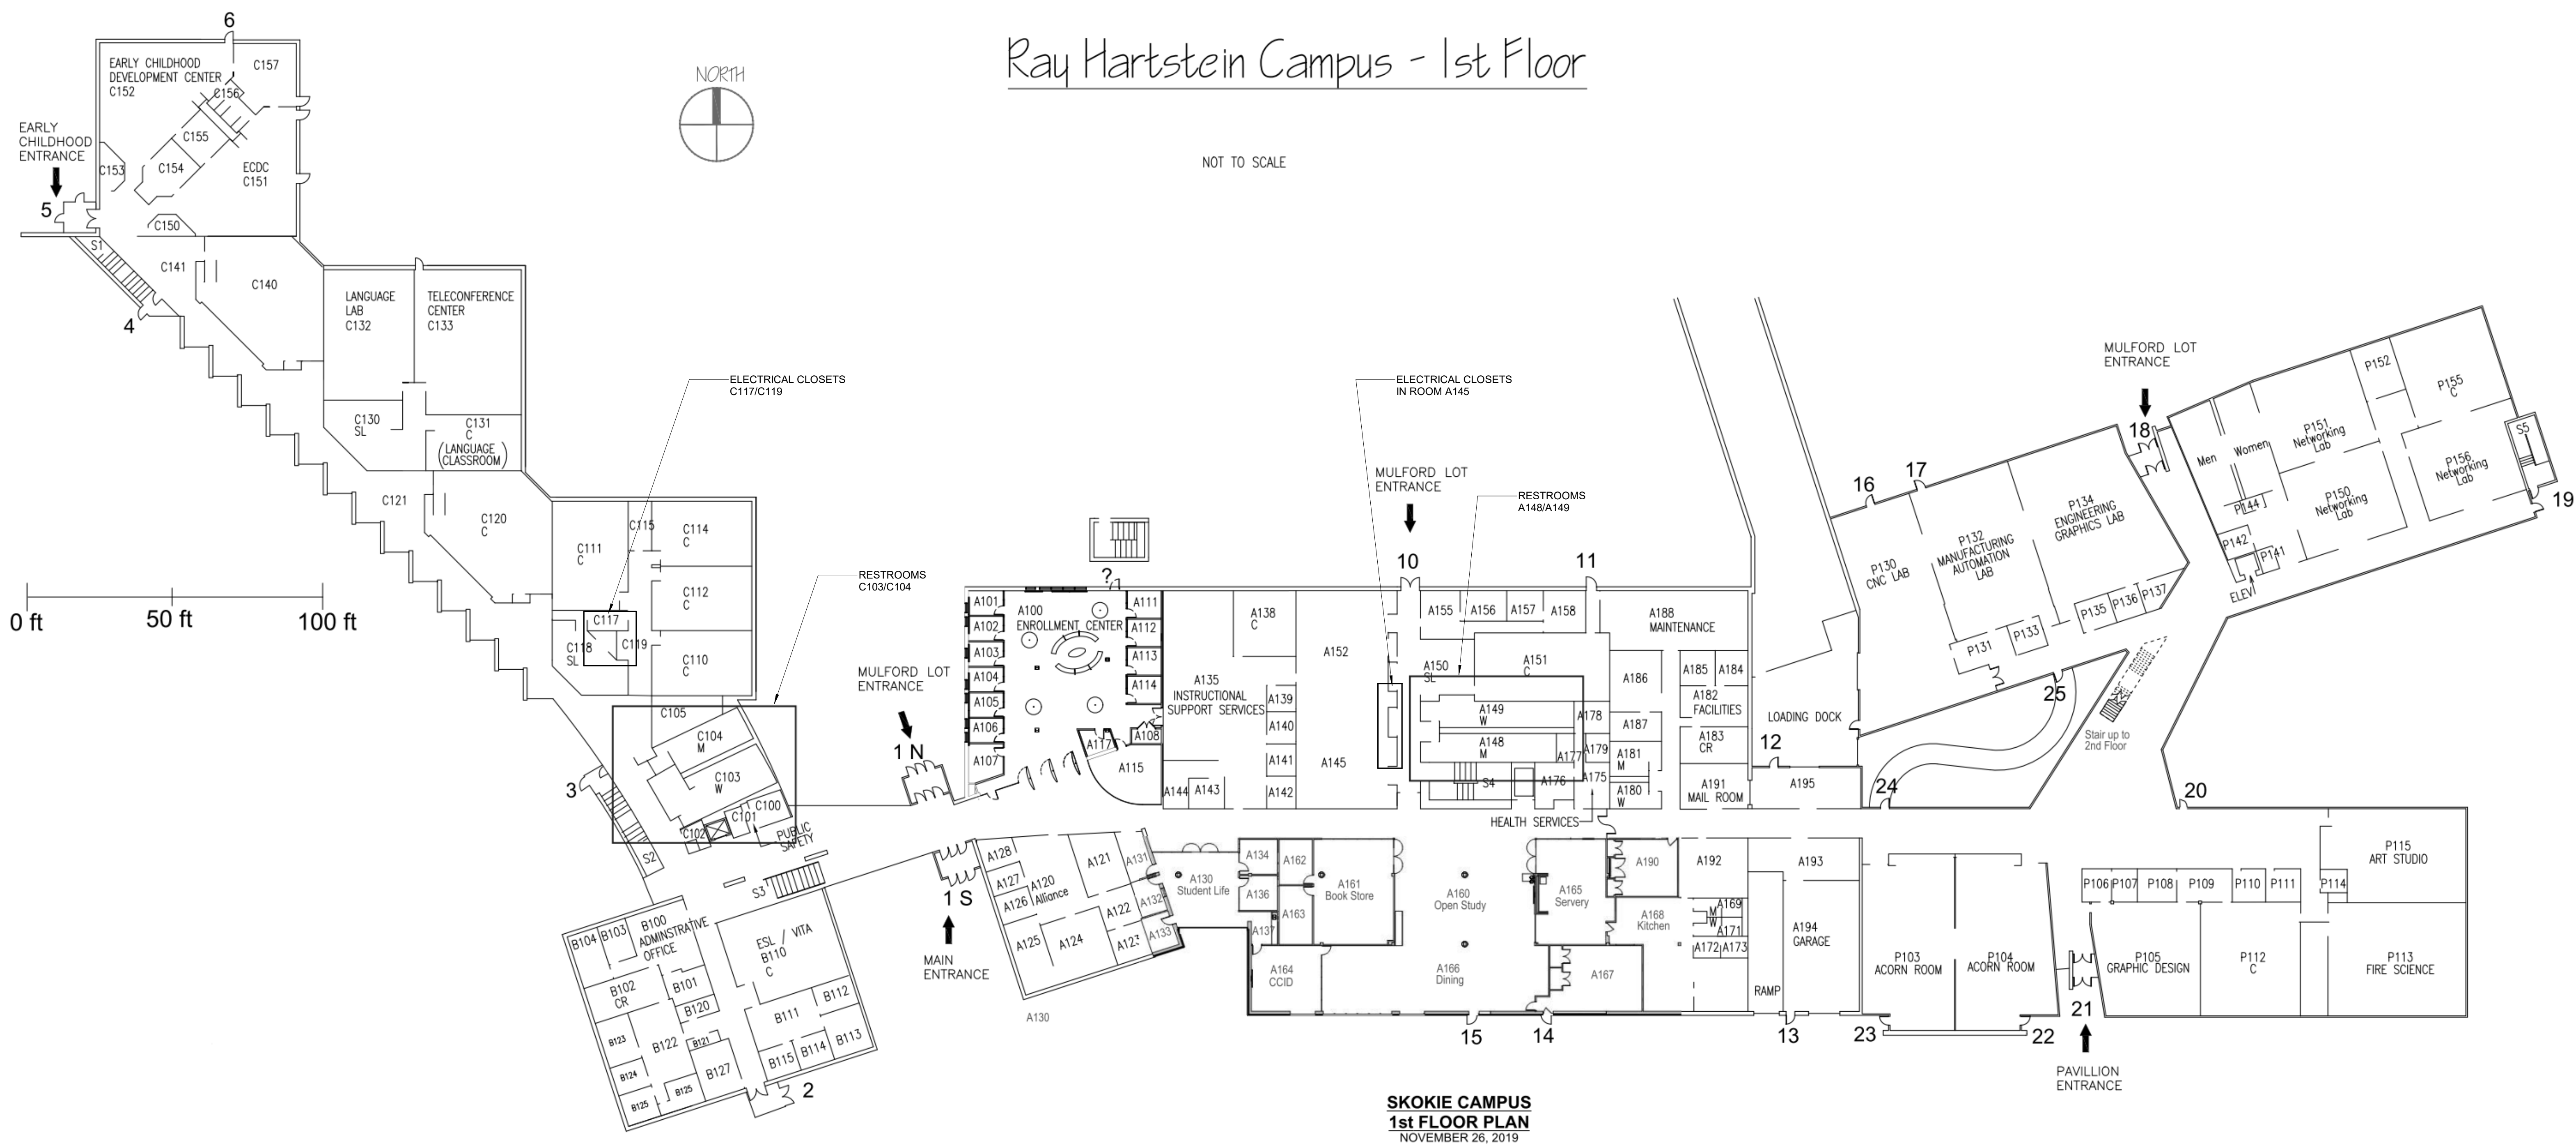 Ray Hartstein Campus - 1st Floor
NORTH
NOT TO SCALE
6
EARLY CHILDHOOD
DEVELOPMENT CENTER
C152
C157
C156
C155
C154
C153
ECDC
C151
C150
EARLY
CHILDHOOD
ENTRANCE
5
S1
C141
C140
4
LANGUAGE
LAB
C132
TELECONFERENCE
CENTER
C133
C130
SL
C131
C
(LANGUAGE
CLASSROOM)
ELECTRICAL CLOSETS
C117/C119
C121
C120
C
C111
C
C115
C114
C
C112
C
C110
C
C117
C118
SL
C119
RESTROOMS
C103/C104
C105
C104
M
C103
W
C100
C101
C102
PUBLIC
SAFETY
3
S2
S3
0 ft
50 ft
100 ft
B104
B103
B100
ADMINSTRATIVE
OFFICE
B102
CR
B101
B120
B123
B122
B121
B124
B125
B125
B127
ESL / VITA
B110
C
B111
B112
B113
B114
B115
2
MULFORD LOT
ENTRANCE
1 N
1 S
MAIN
ENTRANCE
?
A101
A102
A103
A104
A105
A106
A107
A100
ENROLLMENT CENTER
A111
A112
A113
A114
A108
A117
A115
A128
A127
A126
A120
Alliance
A121
A122
A123
A124
A125
A131
A132
A133
A130
A130
Student Life
A134
A136
A137
A162
A163
A161
Book Store
A164
CCID
A160
Open Study
A166
Dining
A165
Servery
A167
A168
Kitchen
A190
A135
INSTRUCTIONAL
SUPPORT SERVICES
A138
C
A139
A140
A141
A142
A143
A144
A152
A145
ELECTRICAL CLOSETS
IN ROOM A145
MULFORD LOT
ENTRANCE
10
RESTROOMS
A148/A149
11
A155
A156
A157
A158
A150
SL
A151
C
A149
W
A148
M
A178
A177
A179
A176
A175
S4
HEALTH SERVICES
A188
MAINTENANCE
A186
A187
A181
M
A180
W
A185
A184
A182
FACILITIES
A183
CR
A191
MAIL ROOM
LOADING DOCK
12
A195
A192
A193
M
W
A169
A171
A172
A173
A194
GARAGE
RAMP
15
14
13
23
22
21
PAVILLION
ENTRANCE
P103
ACORN ROOM
P104
ACORN ROOM
24
25
20
16
17
P130
CNC LAB
P132
MANUFACTURING
AUTOMATION
LAB
P134
ENGINEERING
GRAPHICS LAB
P131
P133
P135
P136
P137
MULFORD LOT
ENTRANCE
18
Men
Women
P144
P142
P141
ELEV
P151
Networking
Lab
P150
Networking
Lab
P152
P155
C
P156
Networking
Lab
S5
19
Stair up to
2nd Floor
P106
P107
P108
P109
P110
P111
P114
P115
ART STUDIO
P105
GRAPHIC DESIGN
P112
C
P113
FIRE SCIENCE
SKOKIE CAMPUS
1st FLOOR PLAN
NOVEMBER 26, 2019